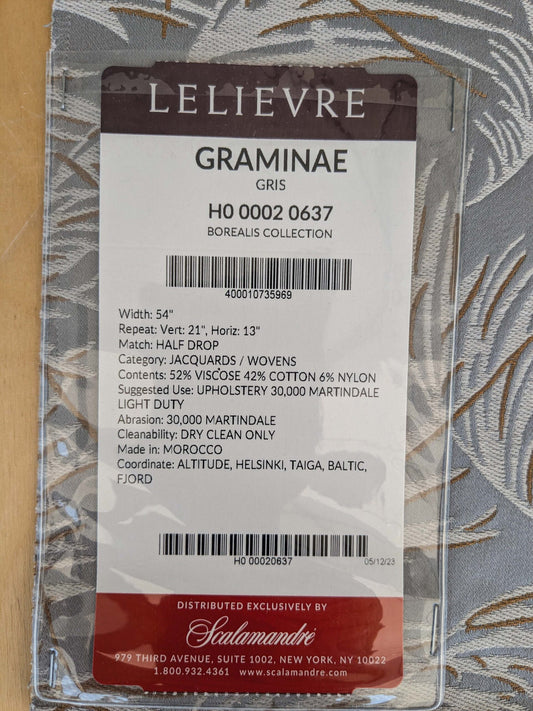 LELIEVRE
GRAMINAE
GRIS
H0 0002 0637
BOREALIS COLLECTION
400010735969
Width: 54"
Repeat: Vert: 21", Horiz: 13"
Match: HALF DROP
Category: JACQUARDS / WOVENS
Contents: 52% VISCOSE 42% COTTON 6% NYLON
Suggested Use: UPHOLSTERY 30,000 MARTINDALE
LIGHT DUTY
Abrasion: 30,000 MARTINDALE
Cleanability: DRY CLEAN ONLY
Made in: MOROCCO
Coordinate: ALTITUDE, HELSINKI, TAIGA, BALTIC,
FJORD
H0 00020637 05/12/23
DISTRIBUTED EXCLUSIVELY BY
Scalamandré
979 THIRD AVENUE, SUITE 1002, NEW YORK, NY 10022
1.800.932.4361 www.scalamandre.com